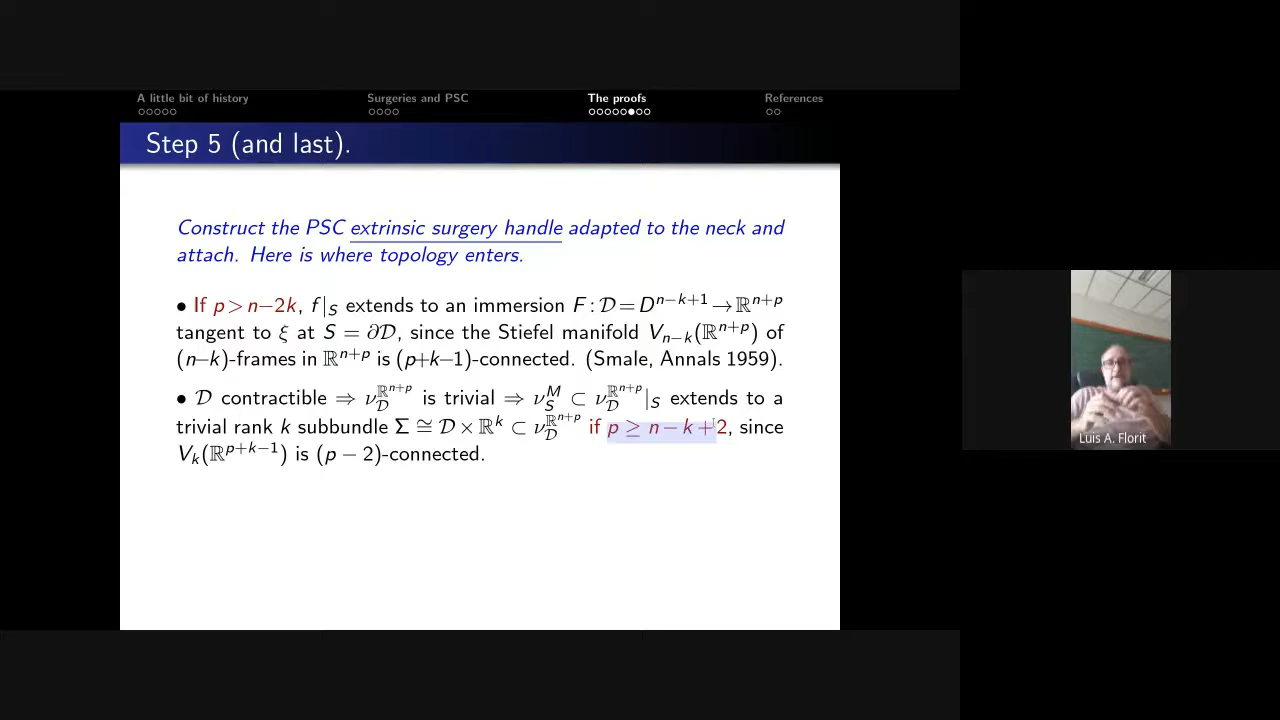 A little bit of history Surgeries and PSC The proofs References
Step 5 (and last).
Construct the PSC extrinsic surgery handle adapted to the neck and
attach. Here is where topology enters.
• If p > n−2k, f|_S extends to an immersion F : 𝒟 = D^{n−k+1} → ℝ^{n+p}
tangent to ξ at S = ∂𝒟, since the Stiefel manifold V_{n−k}(ℝ^{n+p}) of
(n−k)-frames in ℝ^{n+p} is (p+k−1)-connected. (Smale, Annals 1959).
• 𝒟 contractible ⇒ ν_𝒟^{ℝ^{n+p}} is trivial ⇒ ν_S^M ⊂ ν_𝒟^{ℝ^{n+p}}|_S extends to a
trivial rank k subbundle Σ ≅ 𝒟 × ℝ^k ⊂ ν_𝒟^{ℝ^{n+p}} if p ≥ n − k + 2, since
V_k(ℝ^{p+k−1}) is (p − 2)-connected.
Luis A. Florit